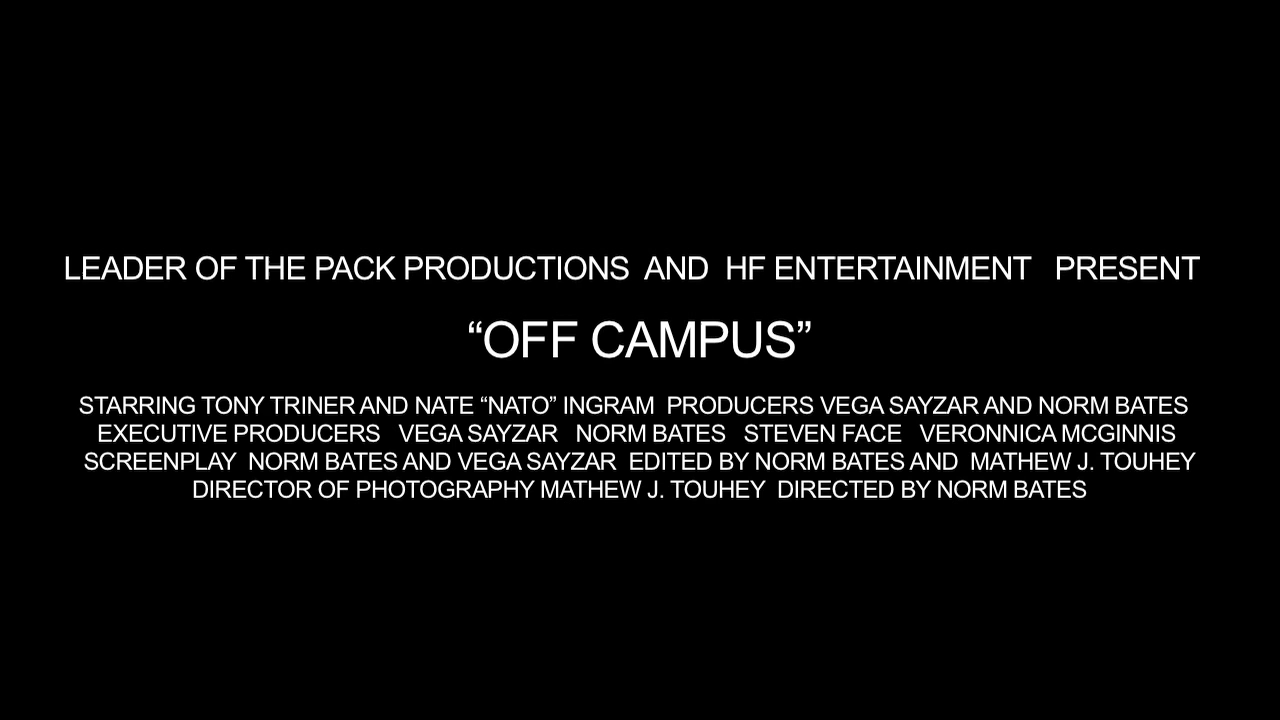 LEADER OF THE PACK PRODUCTIONS AND HF ENTERTAINMENT PRESENT
“OFF CAMPUS”
STARRING TONY TRINER AND NATE “NATO” INGRAM PRODUCERS VEGA SAYZAR AND NORM BATES
EXECUTIVE PRODUCERS VEGA SAYZAR NORM BATES STEVEN FACE VERONNICA MCGINNIS
SCREENPLAY NORM BATES AND VEGA SAYZAR EDITED BY NORM BATES AND MATHEW J. TOUHEY
DIRECTOR OF PHOTOGRAPHY MATHEW J. TOUHEY DIRECTED BY NORM BATES